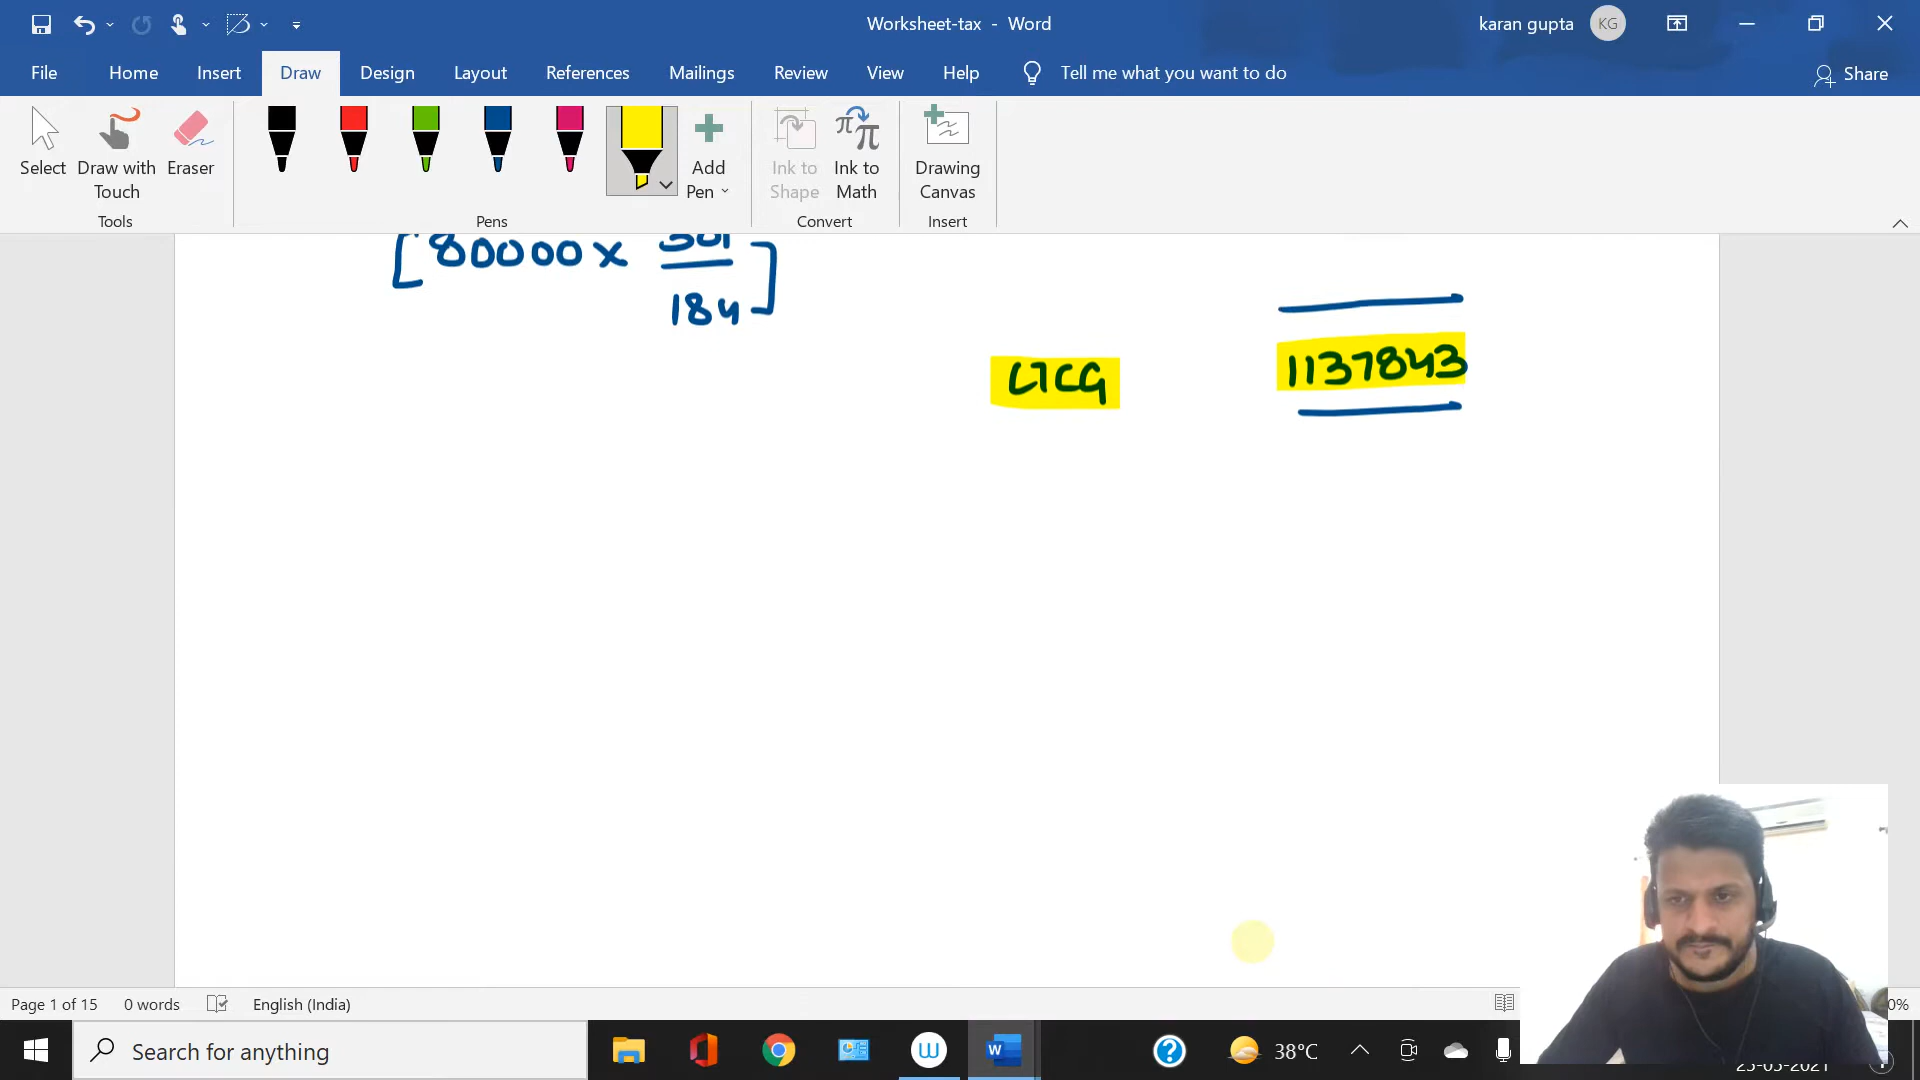 Worksheet-tax - Word
karan gupta
KG
File Home Insert Draw Design Layout References Mailings Review View Help Tell me what you want to do Share
Select Draw with Touch Eraser Add Pen Ink to Shape Ink to Math Drawing Canvas
Tools Pens Convert Insert
[80000 x
184]
LTCG 1137843
Page 1 of 15 0 words English (India)
0%
Search for anything
W
38°C